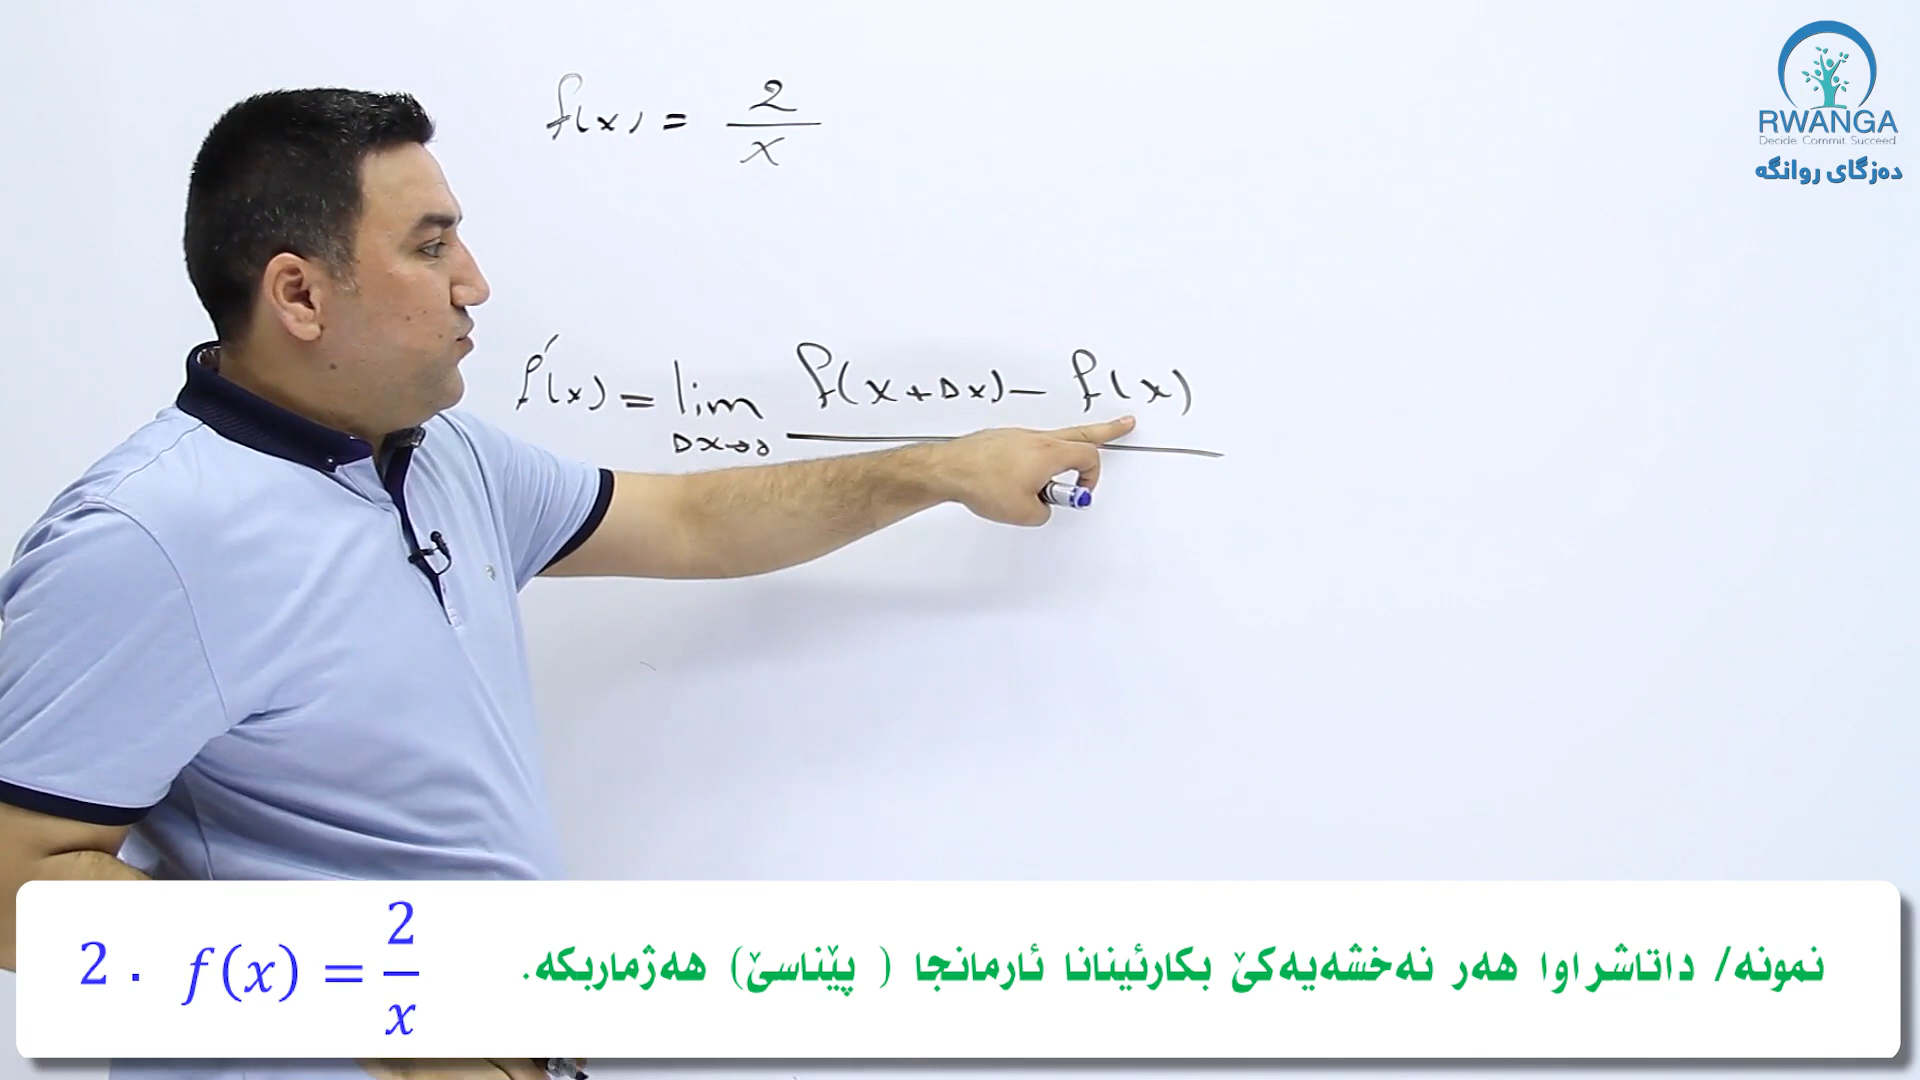 RWANGA
Decide. Commit. Succeed.
دەزگای روانگە
f(x) = 2/x
f'(x) = lim Δx→0 f(x+Δx) - f(x)
نمونه/ داتاشراوا هەر نەخشەیەکێ بکارئینانا ئارمانجا ( پێناسێ) هەژماربکە.
2 . f(x) = 2/x